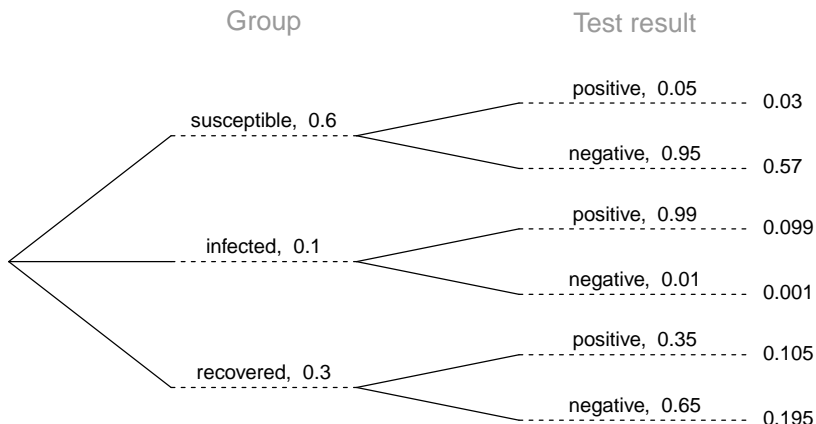 Group
Test result
susceptible, 0.6
positive, 0.05
0.03
negative, 0.95
0.57
infected, 0.1
positive, 0.99
0.099
negative, 0.01
0.001
recovered, 0.3
positive, 0.35
0.105
negative, 0.65
0.195